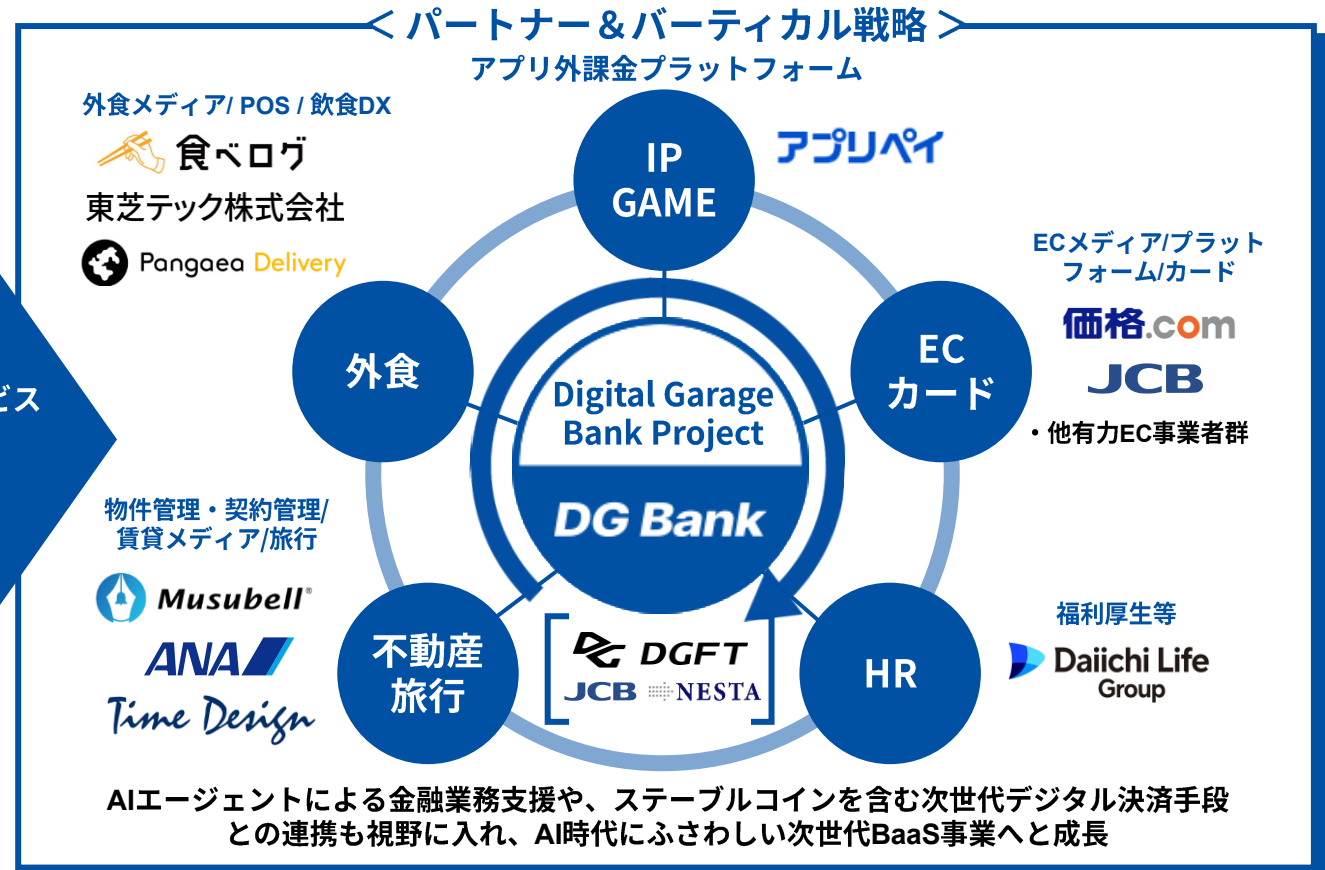 ＜ パートナー＆バーティカル戦略 ＞
アプリ外課金プラットフォーム
外食メディア/ POS / 飲食DX
食べログ
東芝テック株式会社
Pangaea Delivery
IP
GAME
アプリペイ
ECメディア/プラット
フォーム/カード
価格.com
JCB
・他有力EC事業者群
外食
EC
カード
Digital Garage
Bank Project
DG Bank
ビス
物件管理・契約管理/
賃貸メディア/旅行
Musubell®
ANA
Time Design
不動産
旅行
DG DGFT
JCB NESTA
HR
福利厚生等
Daiichi Life
Group
AIエージェントによる金融業務支援や、ステーブルコインを含む次世代デジタル決済手段
との連携も視野に入れ、AI時代にふさわしい次世代BaaS事業へと成長